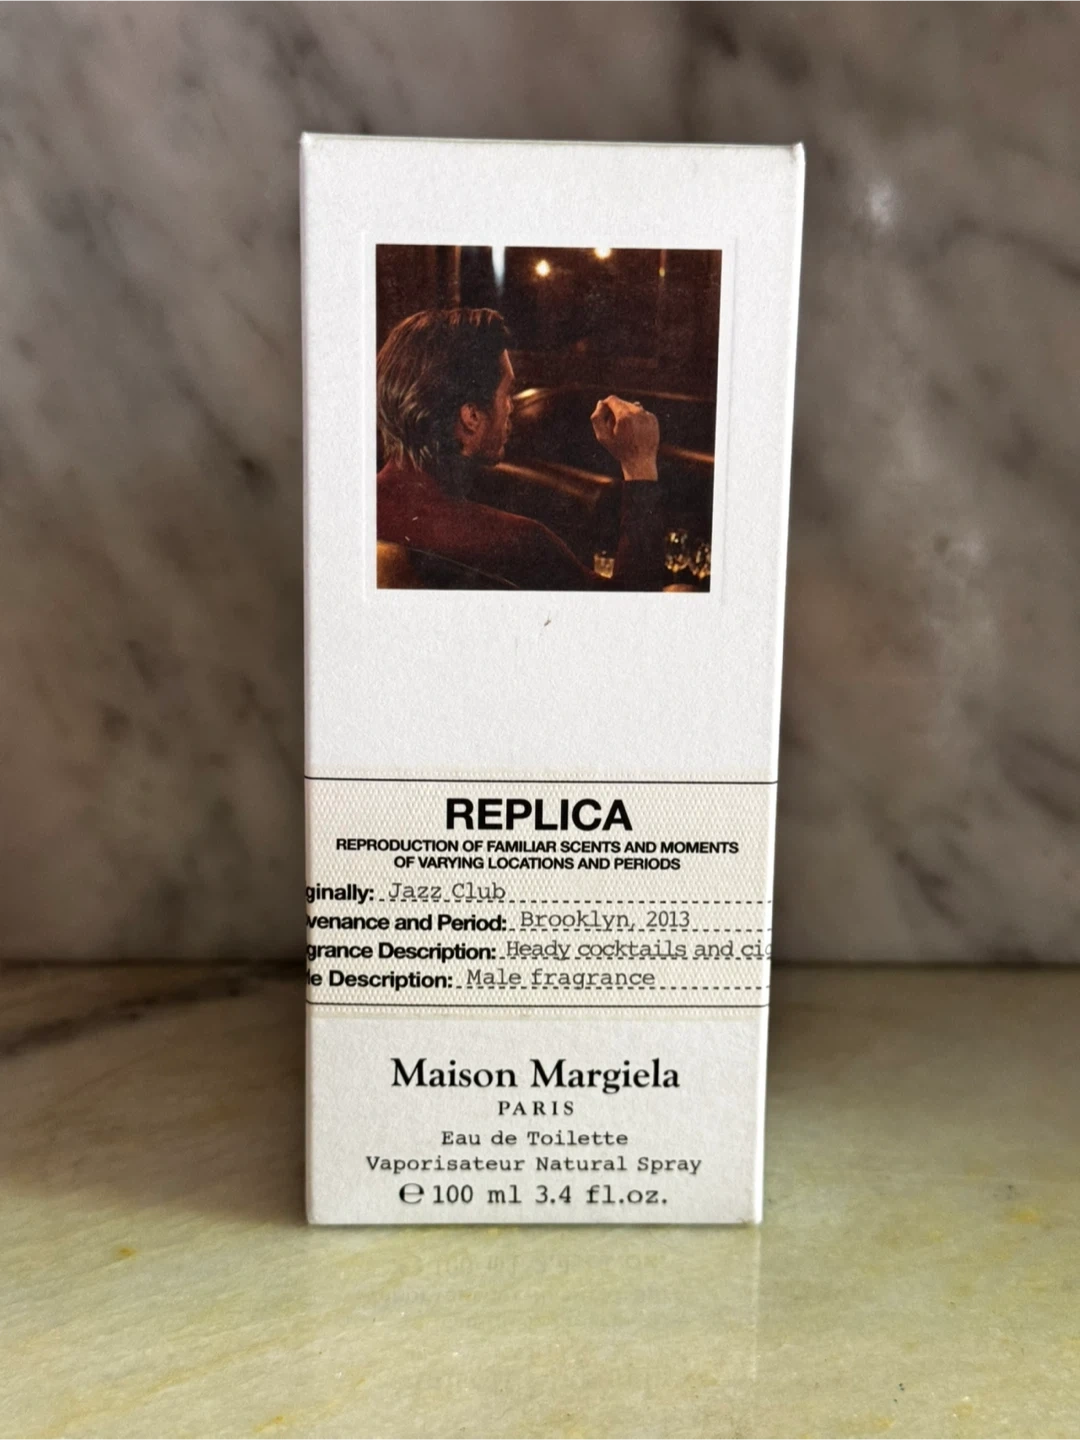 REPLICA
REPRODUCTION OF FAMILIAR SCENTS AND MOMENTS
OF VARYING LOCATIONS AND PERIODS
ginally: Jazz Club
venance and Period: Brooklyn, 2013
grance Description: Heady cocktails and cig
le Description: Male fragrance
Maison Margiela
PARIS
Eau de Toilette
Vaporisateur Natural Spray
℮ 100 ml 3.4 fl.oz.